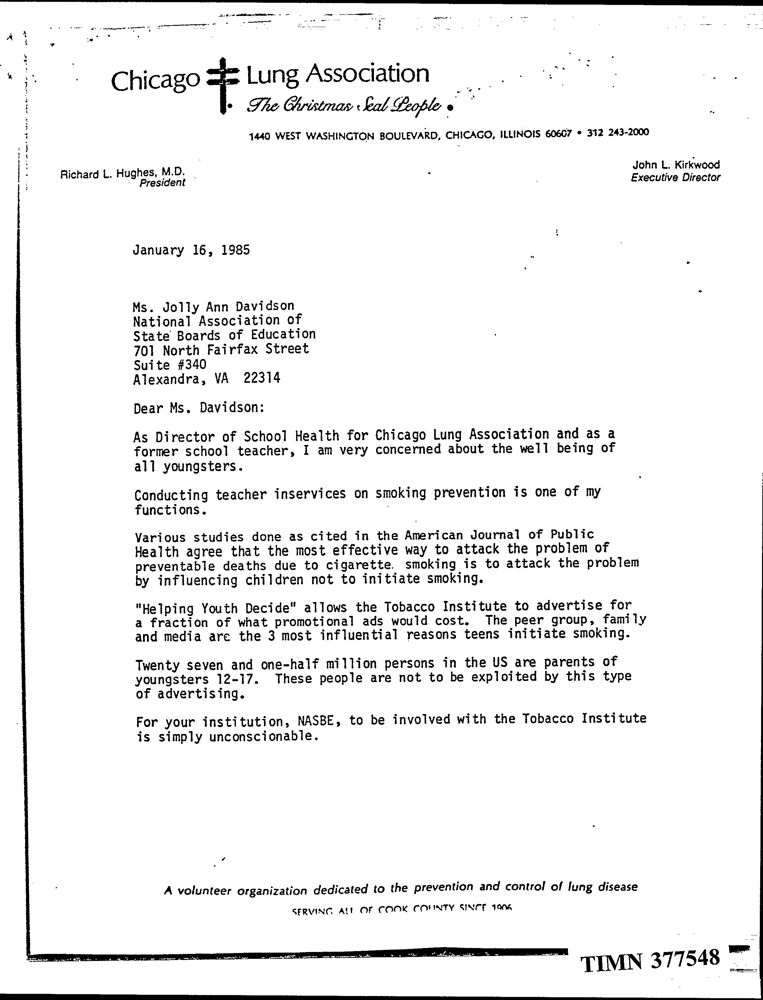 Chicago Lung Association
The Christmas Seal People
1440 WEST WASHINGTON BOULEVARD, CHICAGO, ILLINOIS 60607 • 312 243-2000
Richard L. Hughes, M.D.
President
John L. Kirkwood
Executive Director
January 16, 1985
Ms. Jolly Ann Davidson
National Association of
State Boards of Education
701 North Fairfax Street
Suite #340
Alexandra, VA 22314
Dear Ms. Davidson:
As Director of School Health for Chicago Lung Association and as a
former school teacher, I am very concerned about the well being of
all youngsters.
Conducting teacher inservices on smoking prevention is one of my
functions.
Various studies done as cited in the American Journal of Public
Health agree that the most effective way to attack the problem of
preventable deaths due to cigarette. smoking is to attack the problem
by influencing children not to initiate smoking.
"Helping Youth Decide" allows the Tobacco Institute to advertise for
a fraction of what promotional ads would cost. The peer group, family
and media are the 3 most influential reasons teens initiate smoking.
Twenty seven and one-half million persons in the US are parents of
youngsters 12-17. These people are not to be exploited by this type
of advertising.
For your institution, NASBE, to be involved with the Tobacco Institute
is simply unconscionable.
A volunteer organization dedicated to the prevention and control of lung disease
SERVING ALL OF COOK COUNTY SINCE 1906
TIMN 377548